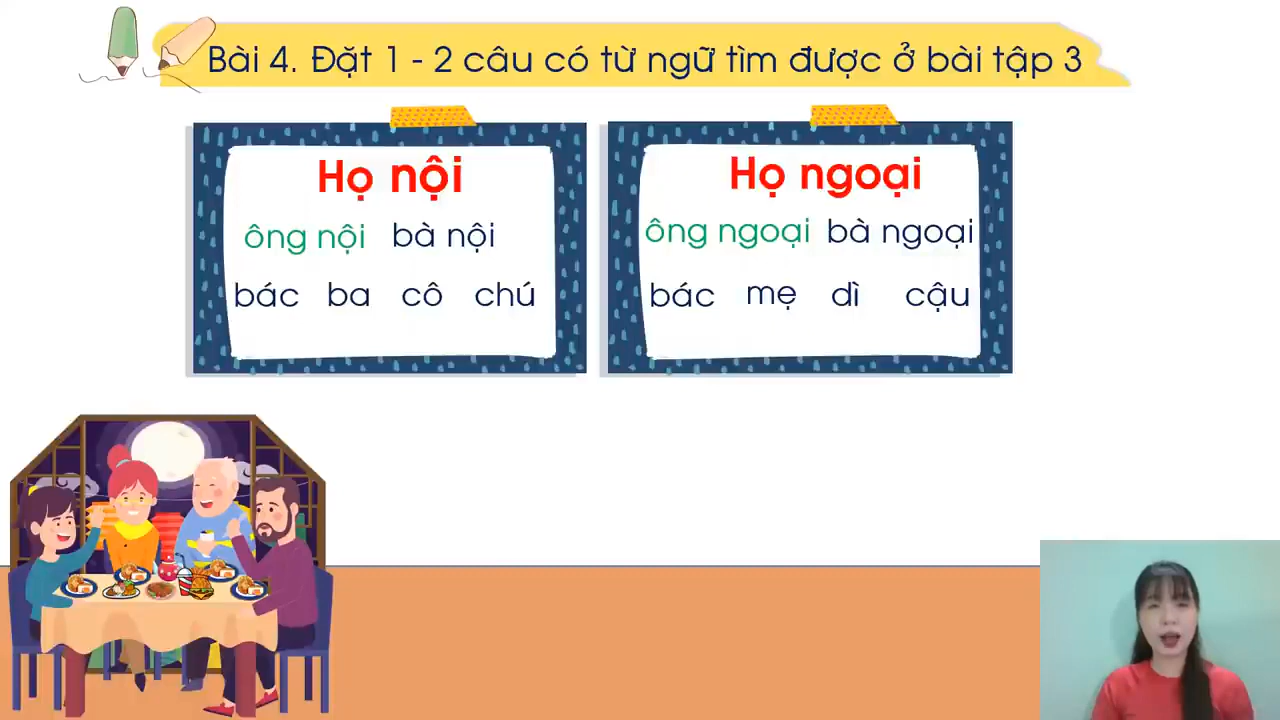 Bài 4. Đặt 1 - 2 câu có từ ngữ tìm được ở bài tập 3
Họ nội
ông nội bà nội
bác ba cô chú
Họ ngoại
ông ngoại bà ngoại
bác mẹ dì cậu